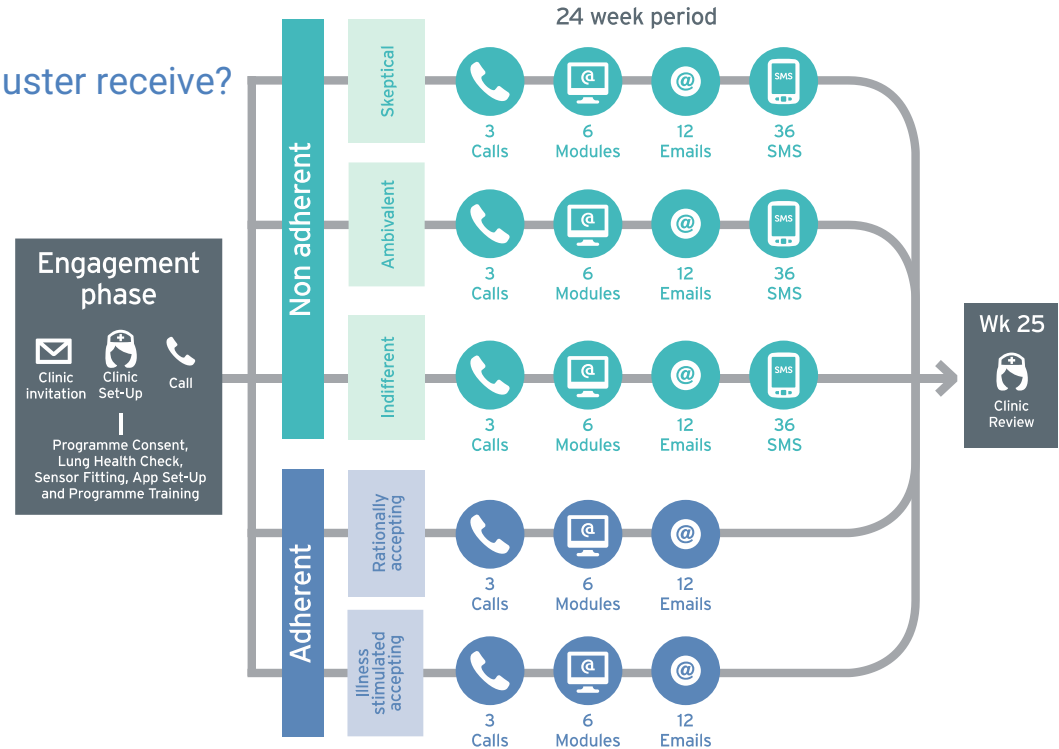 24 week period
uster receive?
Engagement
phase
Clinic
invitation
Clinic
Set-Up
Call
Programme Consent,
Lung Health Check,
Sensor Fitting, App Set-Up
and Programme Training
Non adherent
Skeptical
@
@
SMS
3
Calls
6
Modules
12
Emails
36
SMS
Ambivalent
@
@
SMS
3
Calls
6
Modules
12
Emails
36
SMS
Indifferent
@
@
SMS
3
Calls
6
Modules
12
Emails
36
SMS
Adherent
Rationally
accepting
@
@
3
Calls
6
Modules
12
Emails
Illness
stimulated
accepting
@
@
3
Calls
6
Modules
12
Emails
Wk 25
Clinic
Review